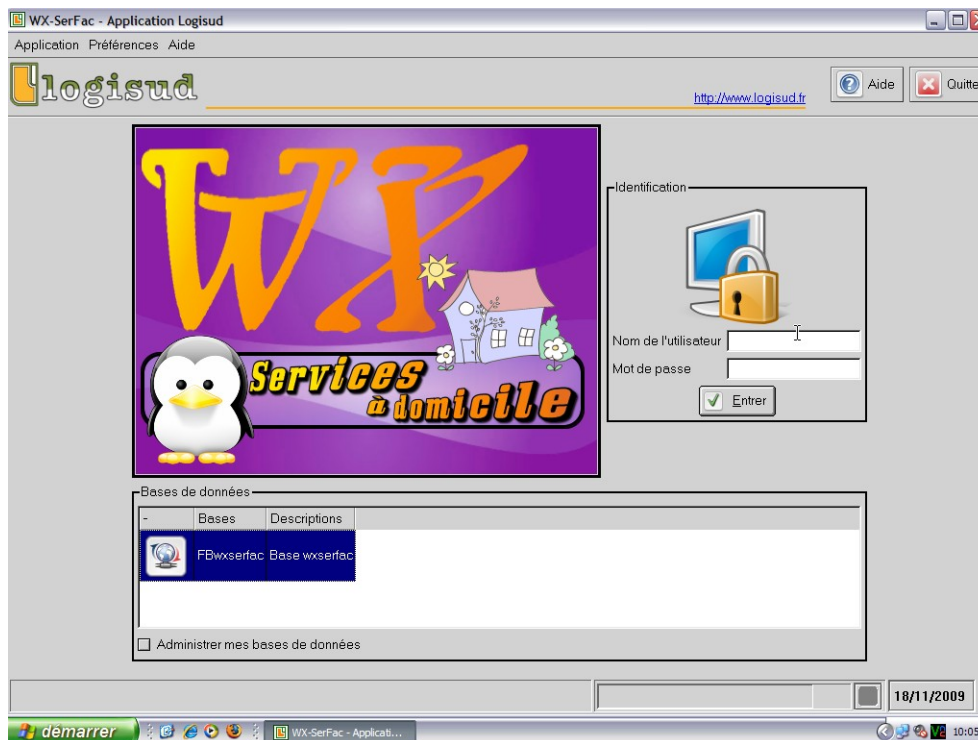 WX-SerFac - Application Logisud
Application Préférences Aide
logisud
http://www.logisud.fr
Aide
Quitte
WX
Services
à domicile
Identification
Nom de l'utilisateur
Mot de passe
Entrer
Bases de données
- Bases Descriptions
FBwxserfac Base wxserfac
Administrer mes bases de données
18/11/2009
démarrer
WX-SerFac - Applicati...
V2